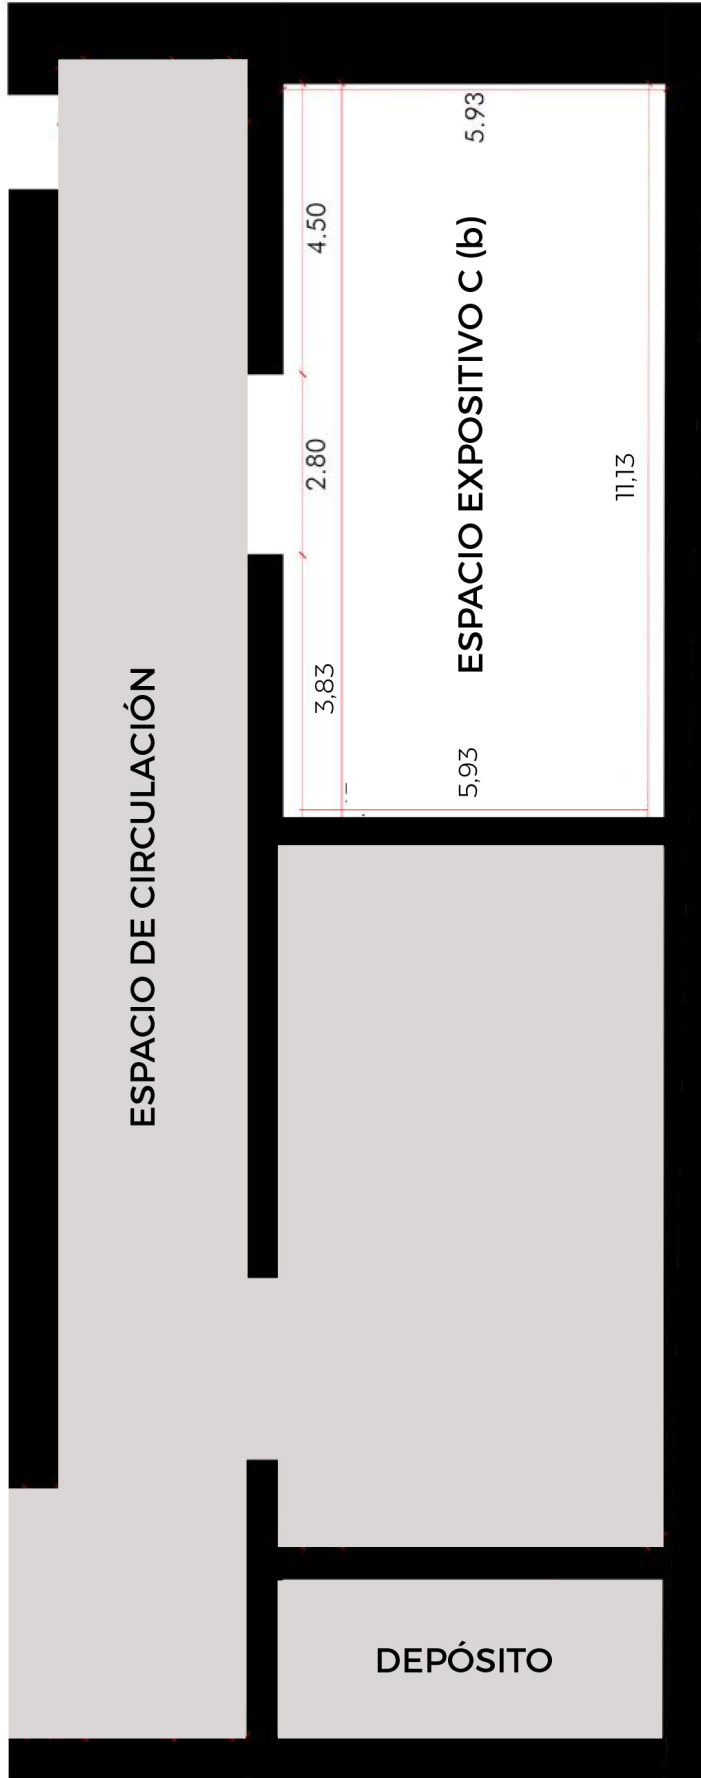 5.93
4.50
ESPACIO EXPOSITIVO C (b)
2.80
11,13
3,83
5,93
ESPACIO DE CIRCULACIÓN
DEPÓSITO